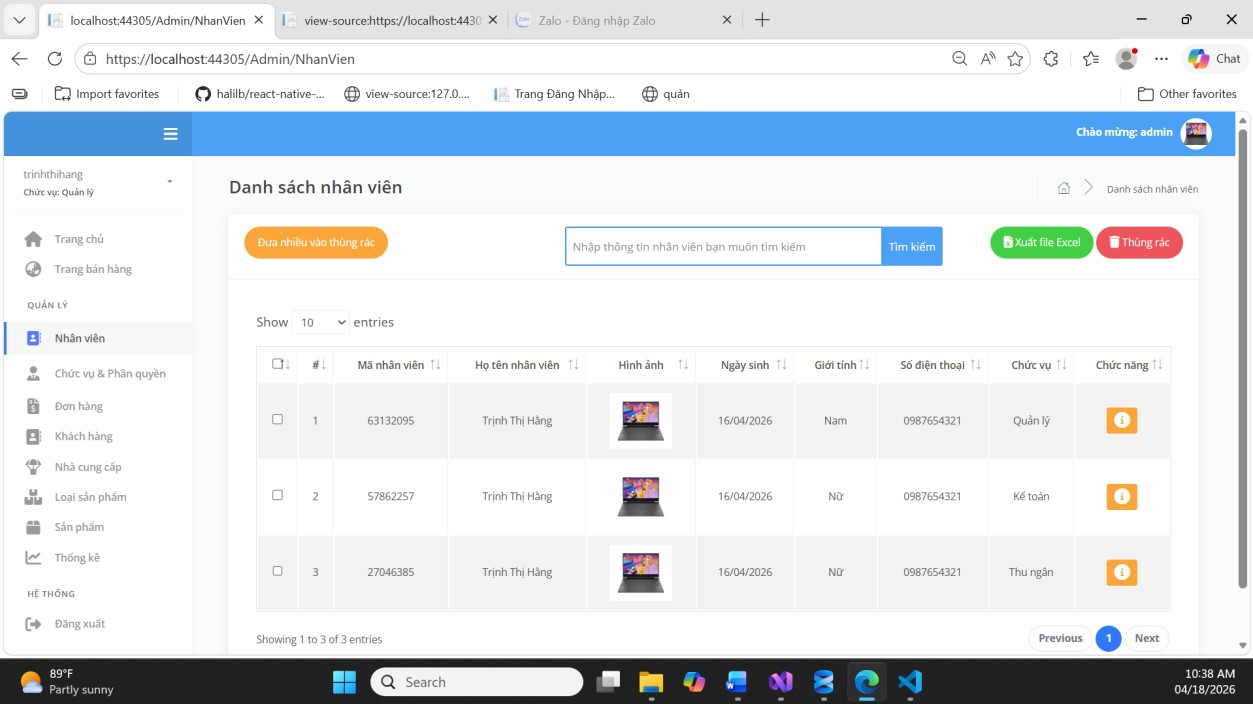 localhost:44305/Admin/NhanVien
view-source:https://localhost:4430
Zalo - Đăng nhập Zalo
https://localhost:44305/Admin/NhanVien
Chat
Import favorites
halilb/react-native-...
view-source:127.0....
Trang Đăng Nhập...
quán
Other favorites
Chào mừng: admin
trinhthihang
Chức vụ: Quản lý
Danh sách nhân viên
Danh sách nhân viên
Trang chủ
Trang bán hàng
QUẢN LÝ
Nhân viên
Chức vụ & Phân quyền
Đơn hàng
Khách hàng
Nhà cung cấp
Loại sản phẩm
Sản phẩm
Thống kê
HỆ THỐNG
Đăng xuất
Đưa nhiều vào thùng rác
Nhập thông tin nhân viên bạn muốn tìm kiếm
Tìm kiếm
Xuất file Excel
Thùng rác
Show 10 entries
# Mã nhân viên Họ tên nhân viên Hình ảnh Ngày sinh Giới tính Số điện thoại Chức vụ Chức năng
1 63132095 Trịnh Thị Hằng 16/04/2026 Nam 0987654321 Quản lý
2 57862257 Trịnh Thị Hằng 16/04/2026 Nữ 0987654321 Kế toán
3 27046385 Trịnh Thị Hằng 16/04/2026 Nữ 0987654321 Thu ngân
Showing 1 to 3 of 3 entries
Previous 1 Next
89°F
Partly sunny
Search
10:38 AM
04/18/2026